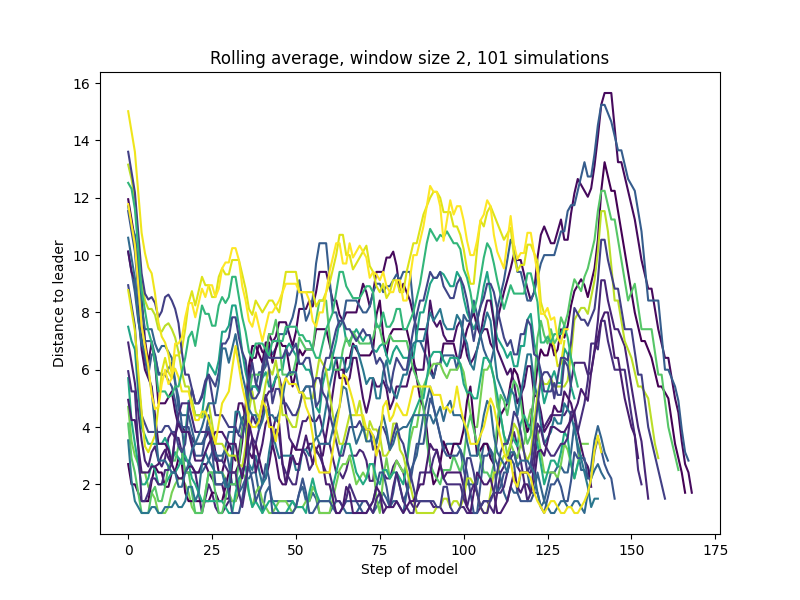 Rolling average, window size 2, 101 simulations
16
14
12
10
8
6
4
2
Distance to leader
0 25 50 75 100 125 150 175
Step of model